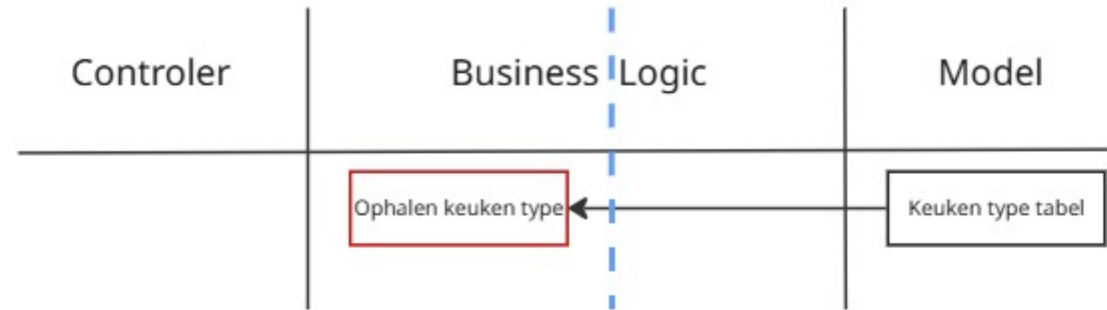 Controler
Business Logic
Model
Ophalen keuken type
Keuken type tabel